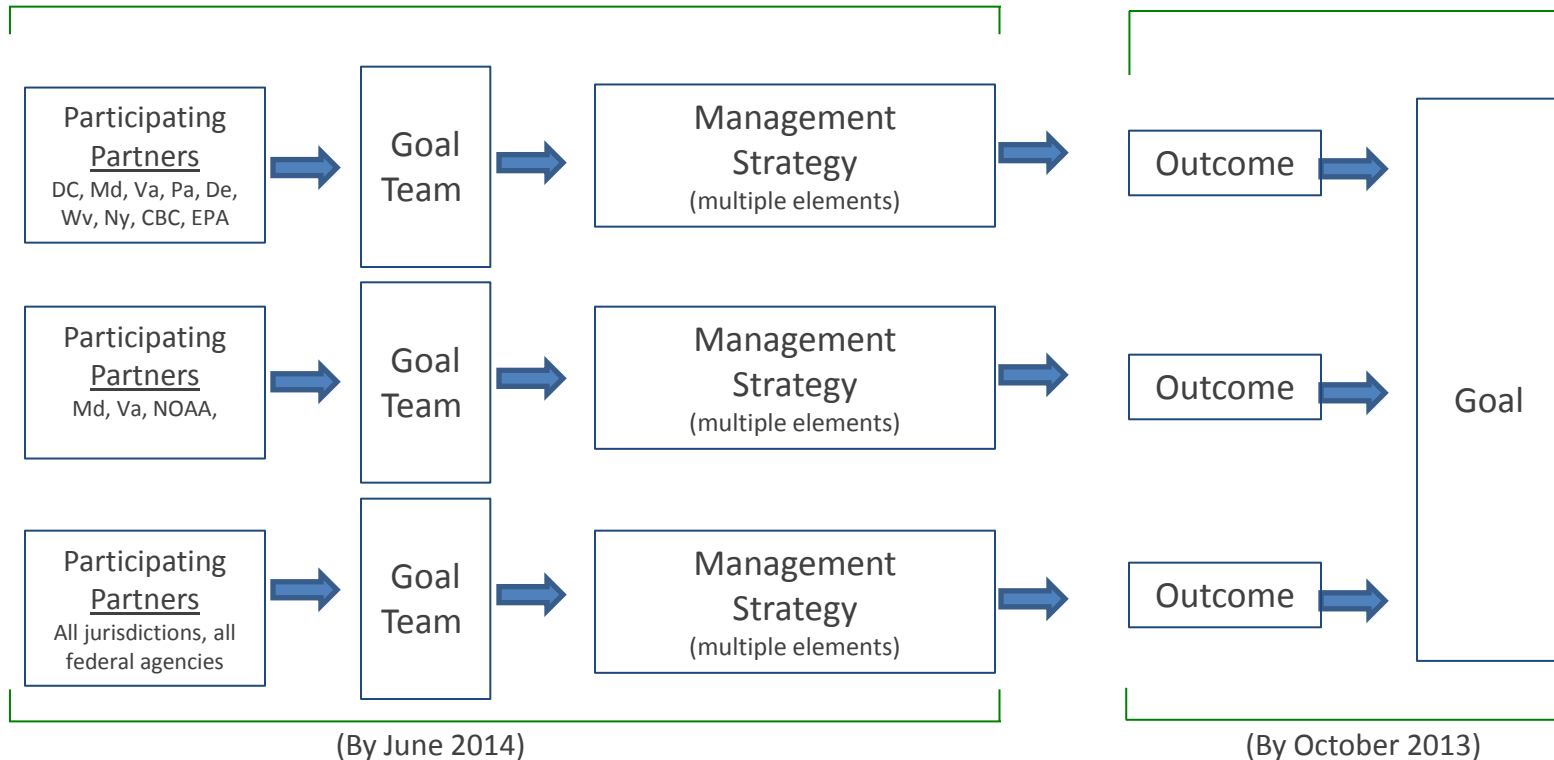 Participating
Partners
DC, Md, Va, Pa, De,
Wv, Ny, CBC, EPA
Goal
Team
Management
Strategy
(multiple elements)
Outcome
Participating
Partners
Md, Va, NOAA,
Goal
Team
Management
Strategy
(multiple elements)
Outcome
Goal
Participating
Partners
All jurisdictions, all
federal agencies
Goal
Team
Management
Strategy
(multiple elements)
Outcome
(By June 2014)
(By October 2013)